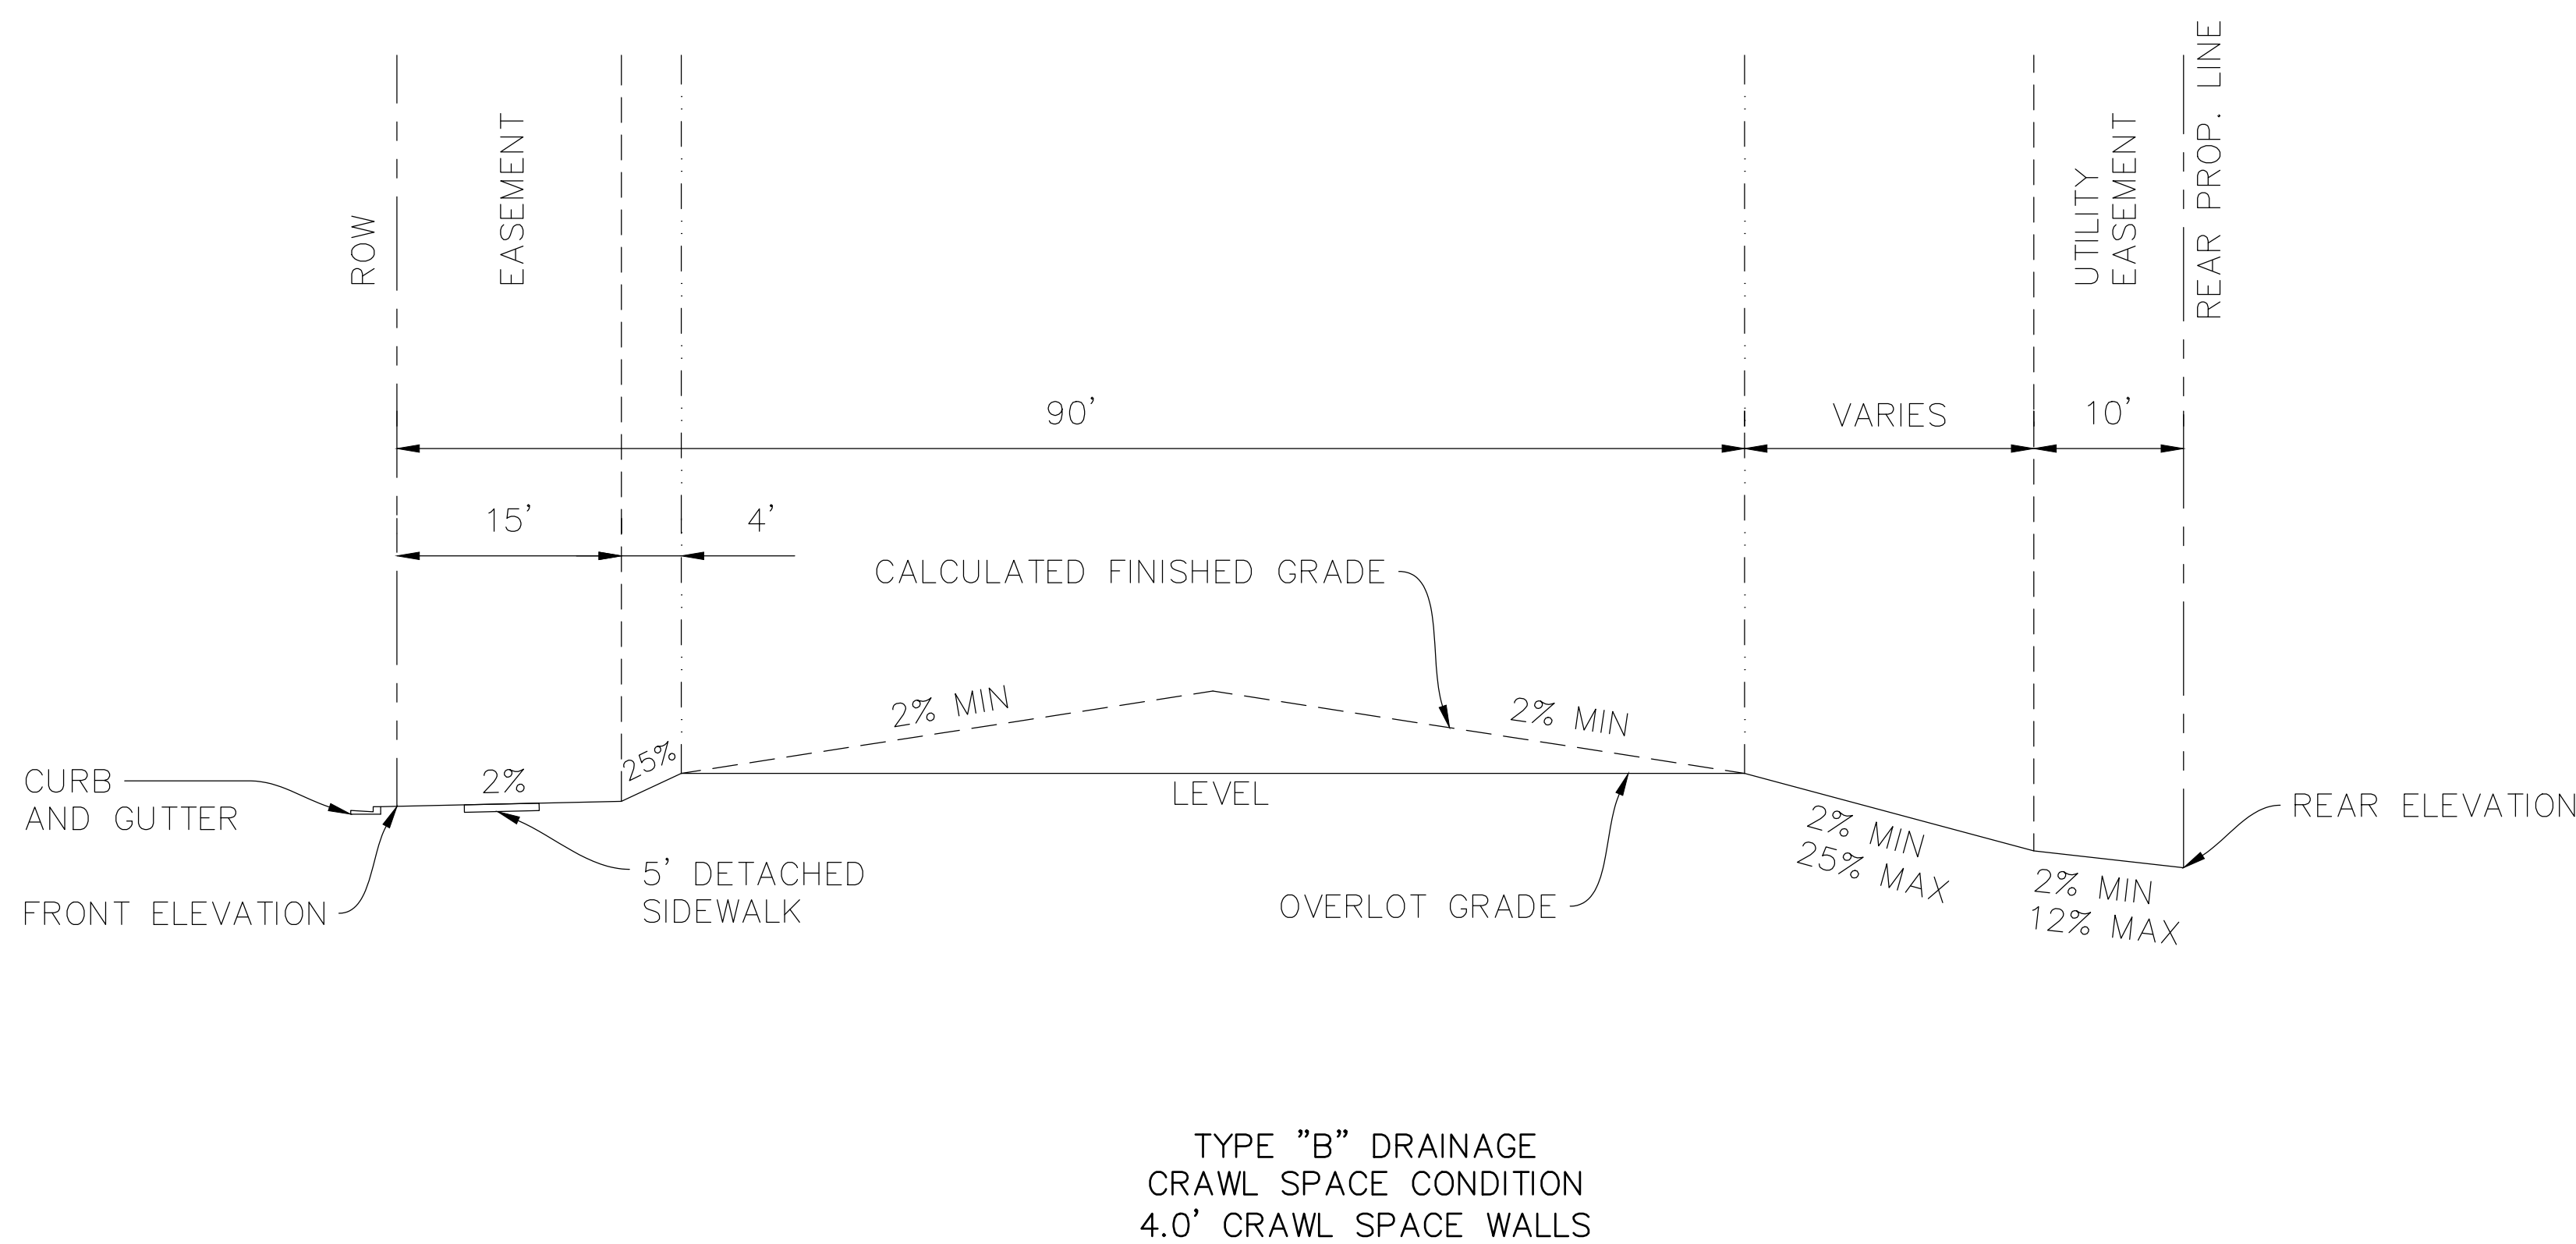 ROW
EASEMENT
UTILITY
EASEMENT
REAR PROP. LINE
90'
VARIES
10'
15'
4'
CALCULATED FINISHED GRADE
2% MIN
2% MIN
25%
2%
CURB
AND GUTTER
LEVEL
2% MIN
25% MAX
REAR ELEVATION
5' DETACHED
SIDEWALK
FRONT ELEVATION
OVERLOT GRADE
2% MIN
12% MAX
TYPE "B" DRAINAGE
CRAWL SPACE CONDITION
4.0' CRAWL SPACE WALLS